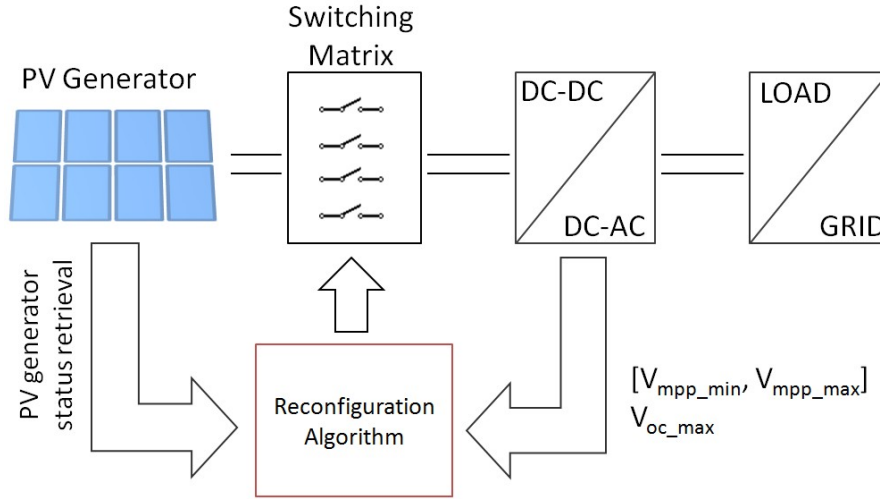 Switching
Matrix
PV Generator
DC-DC
DC-AC
LOAD
GRID
PV generator
status retrieval
Reconfiguration
Algorithm
[Vmpp_min, Vmpp_max]
Voc_max